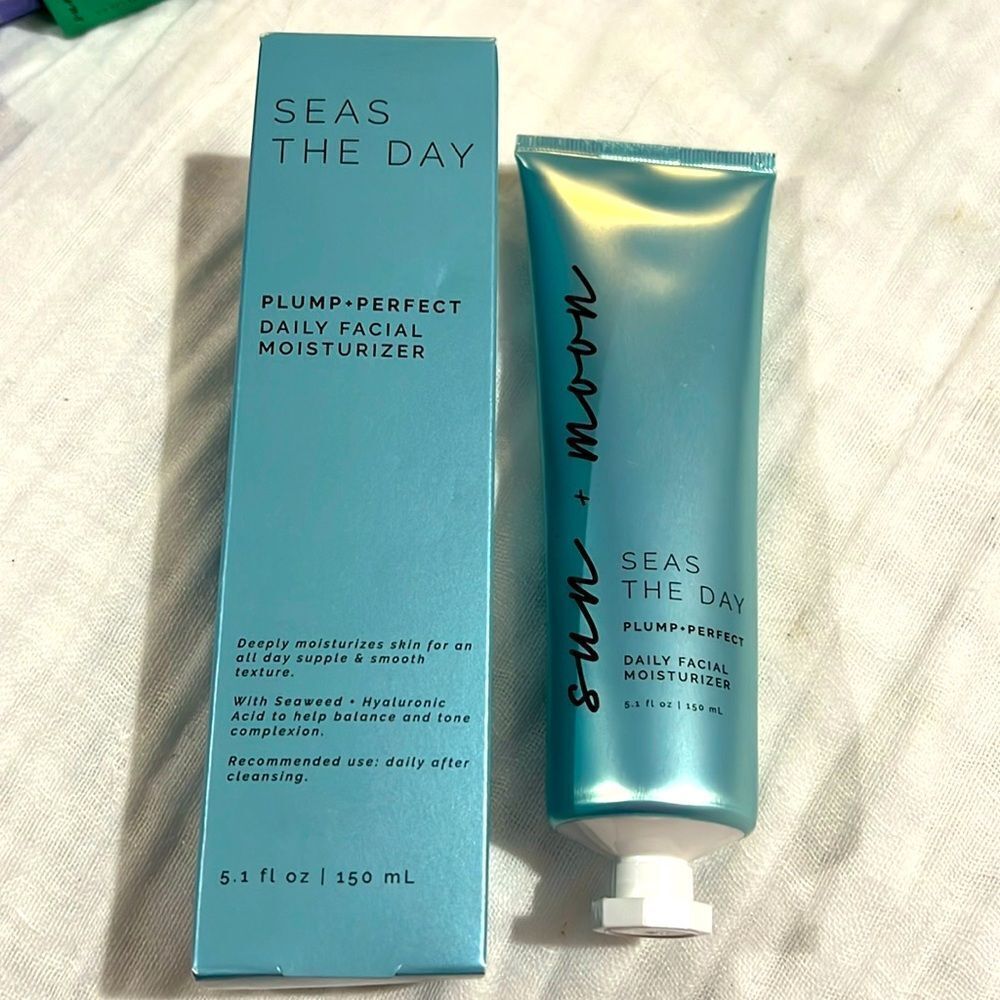 SEAS
THE DAY
PLUMP+PERFECT
DAILY FACIAL
MOISTURIZER
Deeply moisturizes skin for an
all day supple & smooth
texture.
With Seaweed + Hyaluronic
Acid to help balance and tone
complexion.
Recommended use: daily after
cleansing.
5.1 fl oz | 150 mL
sun + moon
SEAS
THE DAY
PLUMP+PERFECT
DAILY FACIAL
MOISTURIZER
5.1 fl oz | 150 mL